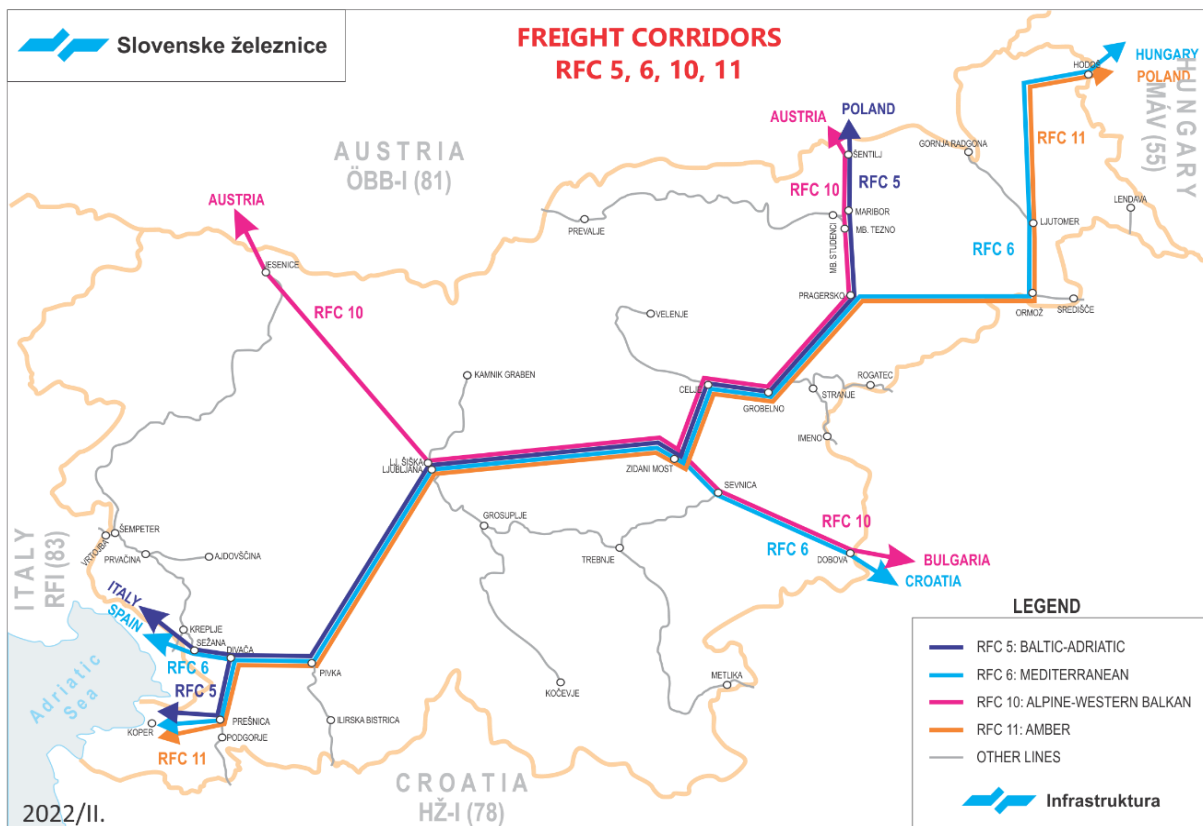 Slovenske železnice
FREIGHT CORRIDORS
RFC 5, 6, 10, 11
HUNGARY
POLAND
HODOŠ
HUNGARY
MÁV (55)
AUSTRIA
POLAND
AUSTRIA
ÖBB-I (81)
ŠENTILJ
GORNJA RADGONA
RFC 11
RFC 10
RFC 5
AUSTRIA
PREVALJE
MARIBOR
MB. TEZNO
MB. STUDENCI
LENDAVA
LJUTOMER
RFC 6
JESENICE
RFC 10
PRAGERSKO
VELENJE
ORMOŽ
SREDIŠČE
KAMNIK GRABEN
CELJE
GROBELNO
ROGATEC
STRANJE
IMENO
LJ. ŠIŠKA
LJUBLJANA
ZIDANI MOST
SEVNICA
GROSUPLJE
TREBNJE
RFC 10
RFC 6
DOBOVA
BULGARIA
CROATIA
ITALY
RFI (83)
ŠEMPETER
VRTOJBA
PRVAČINA
AJDOVŠČINA
ITALY
SPAIN
KREPLJE
SEŽANA
DIVAČA
RFC 6
PIVKA
RFC 5
Adriatic
Sea
KOPER
PREŠNICA
PODGORJE
RFC 11
ILIRSKA BISTRICA
KOČEVJE
METLIKA
CROATIA
HŽ-I (78)
LEGEND
RFC 5: BALTIC-ADRIATIC
RFC 6: MEDITERRANEAN
RFC 10: ALPINE-WESTERN BALKAN
RFC 11: AMBER
OTHER LINES
Infrastruktura
2022/II.